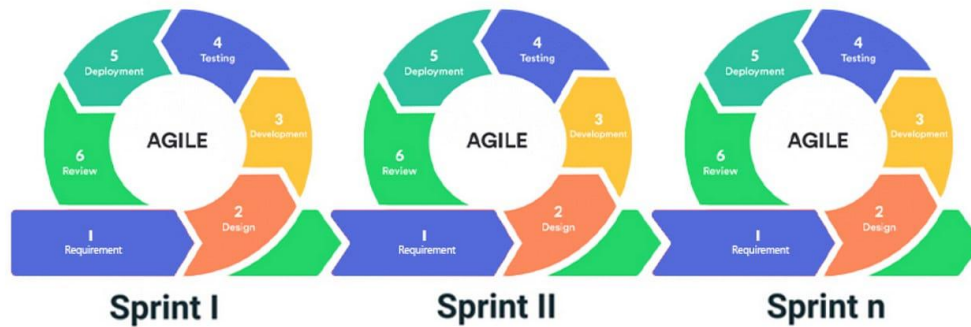 5
Deployment
4
Testing
3
Development
AGILE
6
Review
2
Design
1
Requirement
Sprint I
5
Deployment
4
Testing
3
Development
AGILE
6
Review
2
Design
1
Requirement
Sprint II
5
Deployment
4
Testing
3
Development
AGILE
6
Review
2
Design
1
Requirement
Sprint n